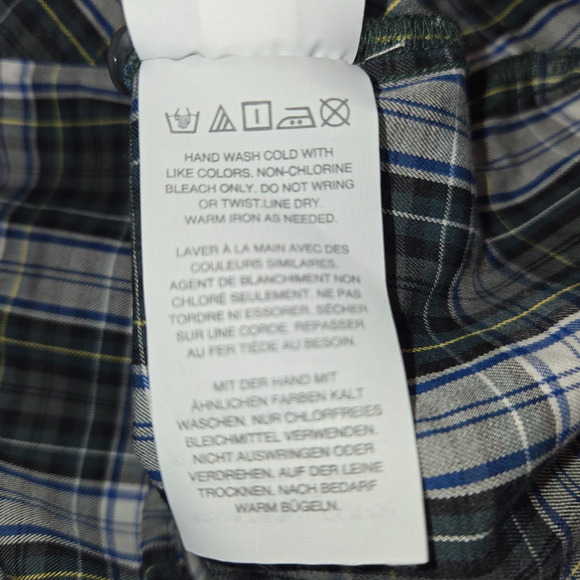 HAND WASH COLD WITH
LIKE COLORS. NON-CHLORINE
BLEACH ONLY. DO NOT WRING
OR TWIST.LINE DRY.
WARM IRON AS NEEDED.
LAVER À LA MAIN AVEC DES
COULEURS SIMILAIRES.
AGENT DE BLANCHIMENT NON
CHLORÉ SEULEMENT. NE PAS
TORDRE NI ESSORER. SÉCHER
SUR UNE CORDE. REPASSER
AU FER TIÈDE AU BESOIN.
MIT DER HAND MIT
ÄHNLICHEN FARBEN KALT
WASCHEN. NUR CHLORFREIES
BLEICHMITTEL VERWENDEN.
NICHT AUSWRINGEN ODER
VERDREHEN. AUF DER LEINE
TROCKNEN. NACH BEDARF
WARM BÜGELN.